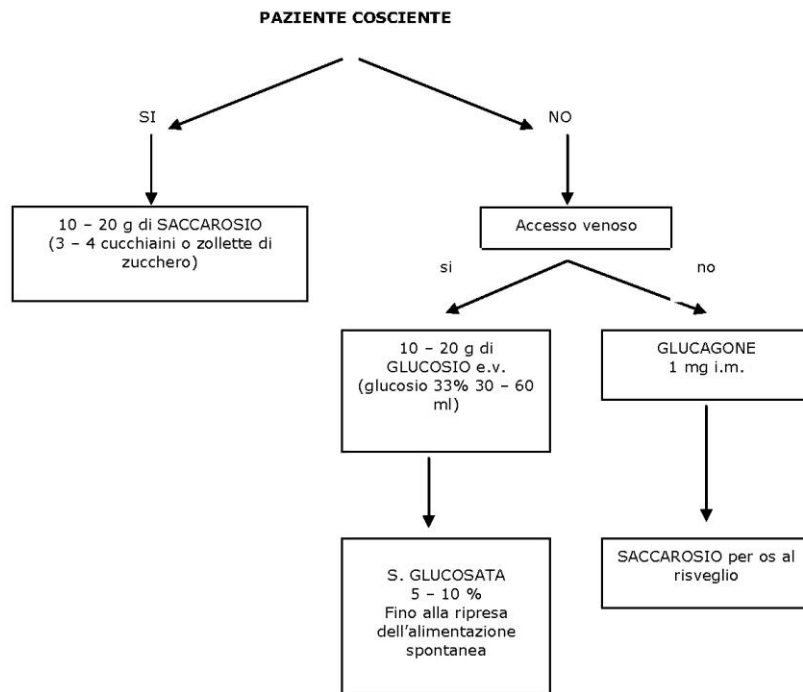 PAZIENTE COSCIENTE
SI
NO
10 – 20 g di SACCAROSIO
(3 – 4 cucchiaini o zollette di
zucchero)
Accesso venoso
si
no
10 – 20 g di
GLUCOSIO e.v.
(glucosio 33% 30 – 60
ml)
GLUCAGONE
1 mg i.m.
S. GLUCOSATA
5 – 10 %
Fino alla ripresa
dell’alimentazione
spontanea
SACCAROSIO per os al
risveglio